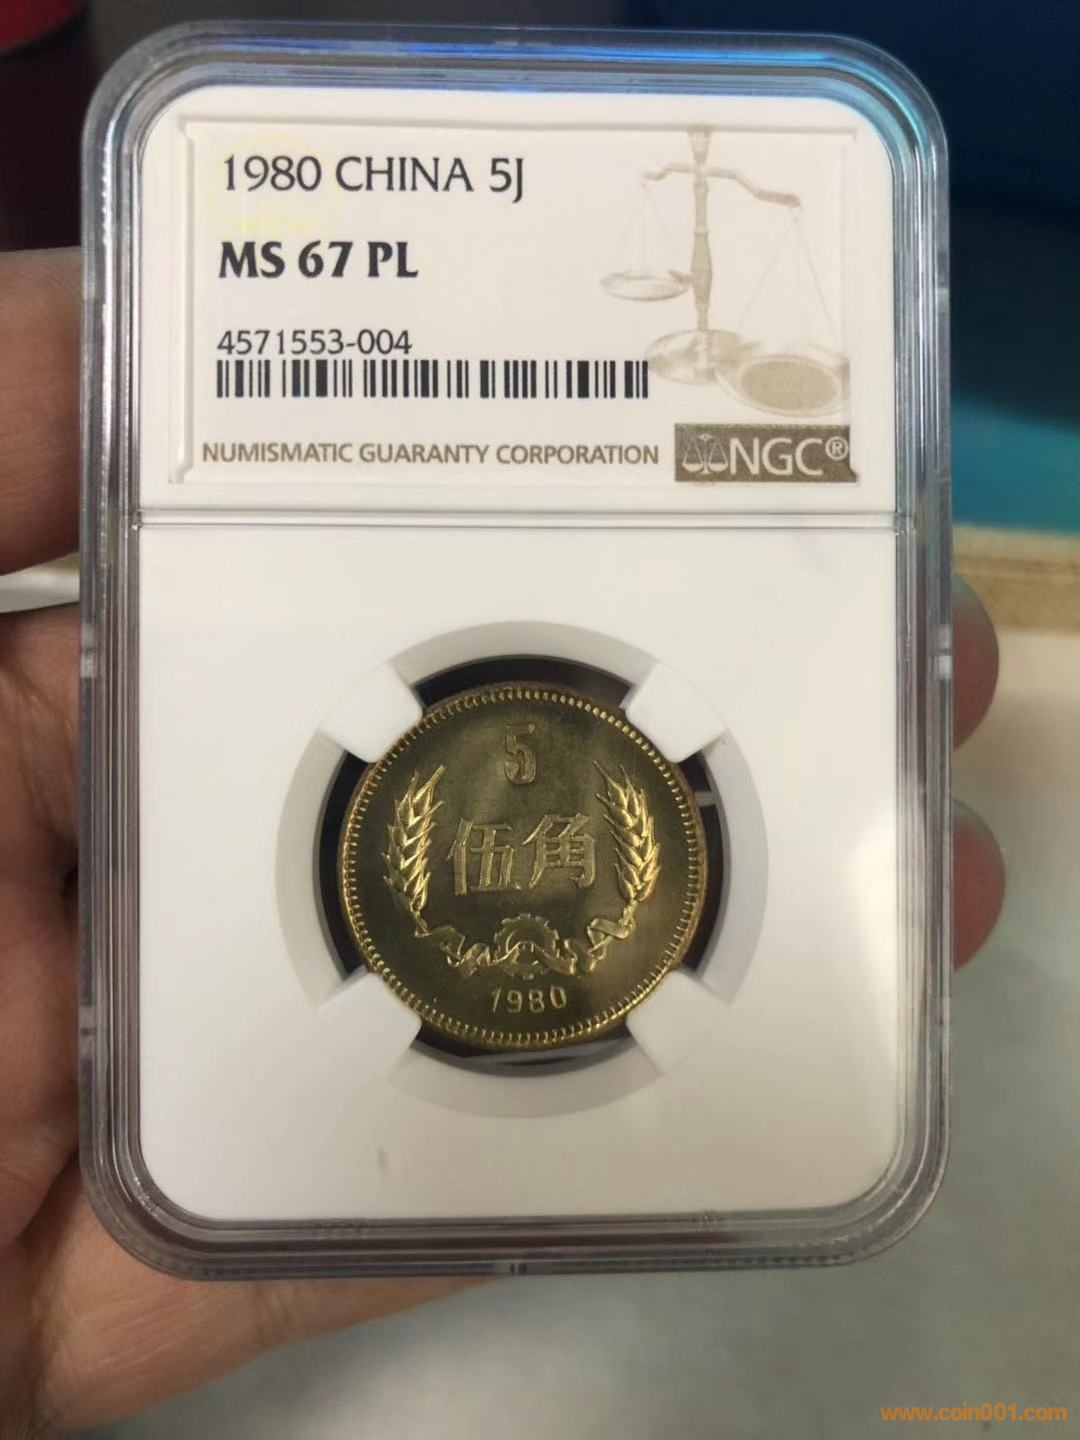 1980 CHINA 5J
MS 67 PL
4571553-004
NUMISMATIC GUARANTY CORPORATION
NGC®
5
伍角
1980
www.coin001.com